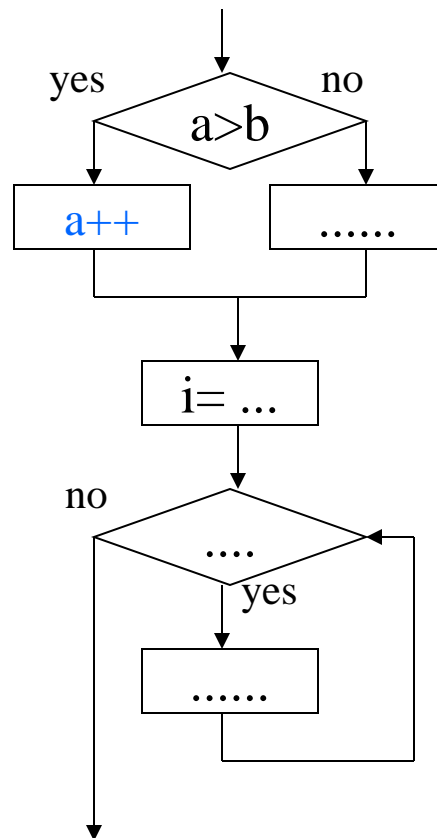 yes
no
a>b
a++
......
i= ...
no
....
yes
......